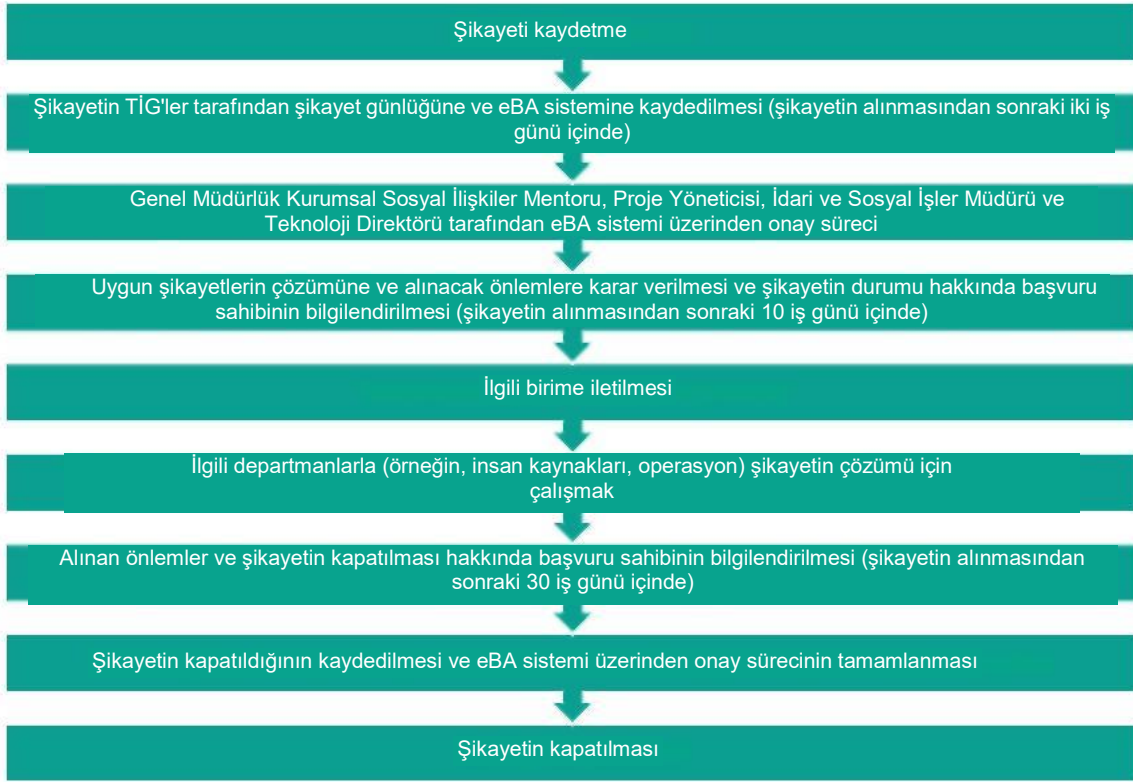 Şikayeti kaydetme
Şikayetin TİG'ler tarafından şikayet günlüğüne ve eBA sistemine kaydedilmesi (şikayetin alınmasından sonraki iki iş
günü içinde)
Genel Müdürlük Kurumsal Sosyal İlişkiler Mentoru, Proje Yöneticisi, İdari ve Sosyal İşler Müdürü ve
Teknoloji Direktörü tarafından eBA sistemi üzerinden onay süreci
Uygun şikayetlerin çözümüne ve alınacak önlemlere karar verilmesi ve şikayetin durumu hakkında başvuru
sahibinin bilgilendirilmesi (şikayetin alınmasından sonraki 10 iş günü içinde)
İlgili birime iletilmesi
İlgili departmanlarla (örneğin, insan kaynakları, operasyon) şikayetin çözümü için
çalışmak
Alınan önlemler ve şikayetin kapatılması hakkında başvuru sahibinin bilgilendirilmesi (şikayetin alınmasından
sonraki 30 iş günü içinde)
Şikayetin kapatıldığının kaydedilmesi ve eBA sistemi üzerinden onay sürecinin tamamlanması
Şikayetin kapatılması